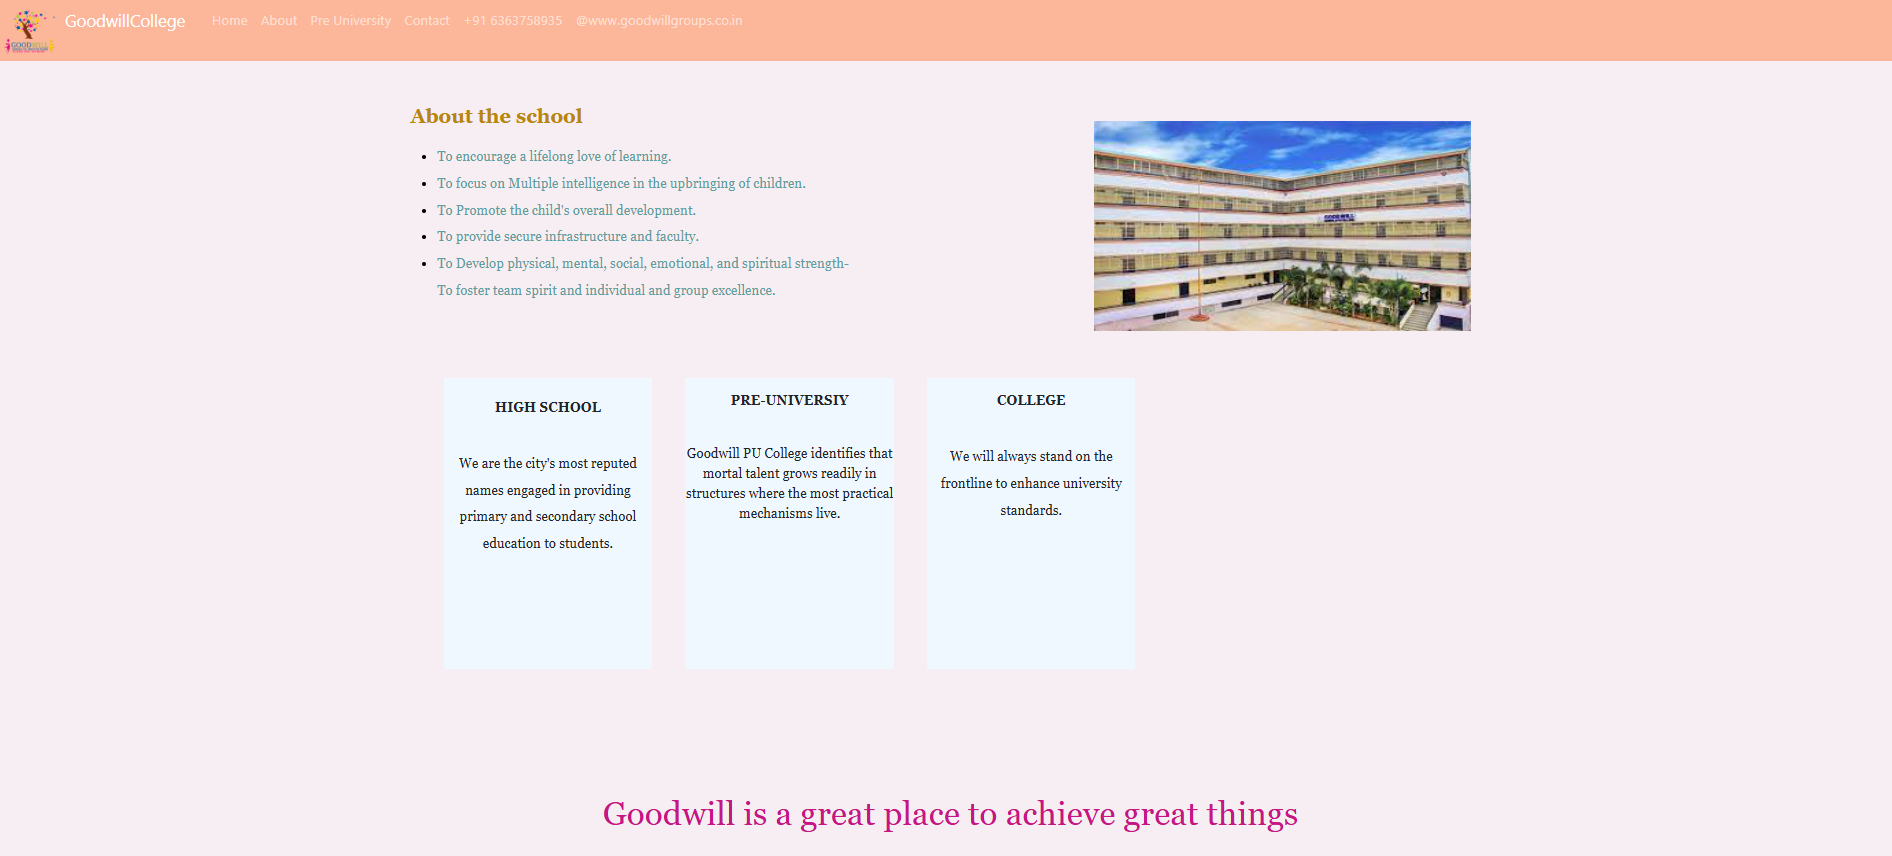 GoodwillCollege Home About Pre University Contact +91 6363758935 @www.goodwillgroups.co.in
GOODWILL
About the school
To encourage a lifelong love of learning.
To focus on Multiple intelligence in the upbringing of children.
To Promote the child's overall development.
To provide secure infrastructure and faculty.
To Develop physical, mental, social, emotional, and spiritual strength-
To foster team spirit and individual and group excellence.
GOODWILL
HIGH SCHOOL
We are the city's most reputed
names engaged in providing
primary and secondary school
education to students.
PRE-UNIVERSIY
Goodwill PU College identifies that
mortal talent grows readily in
structures where the most practical
mechanisms live.
COLLEGE
We will always stand on the
frontline to enhance university
standards.
Goodwill is a great place to achieve great things